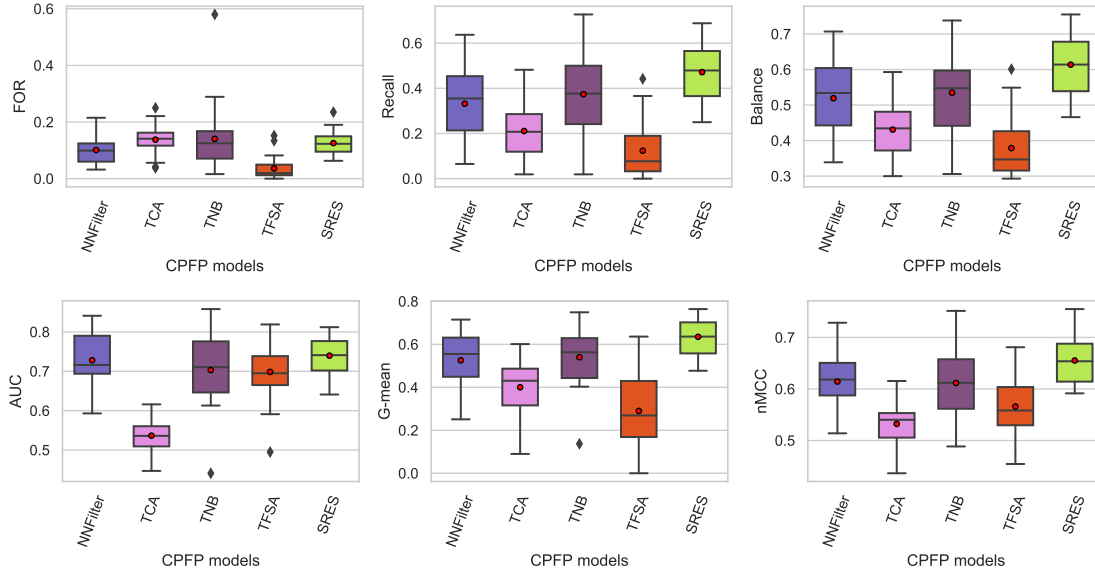 FOR
0.6
0.4
0.2
0.0
NNFilter
TCA
TNB
TFSA
SRES
CPFP models
Recall
0.6
0.4
0.2
0.0
NNFilter
TCA
TNB
TFSA
SRES
CPFP models
Balance
0.7
0.6
0.5
0.4
0.3
NNFilter
TCA
TNB
TFSA
SRES
CPFP models
AUC
0.8
0.7
0.6
0.5
NNFilter
TCA
TNB
TFSA
SRES
CPFP models
G-mean
0.8
0.6
0.4
0.2
0.0
NNFilter
TCA
TNB
TFSA
SRES
CPFP models
nMCC
0.7
0.6
0.5
NNFilter
TCA
TNB
TFSA
SRES
CPFP models